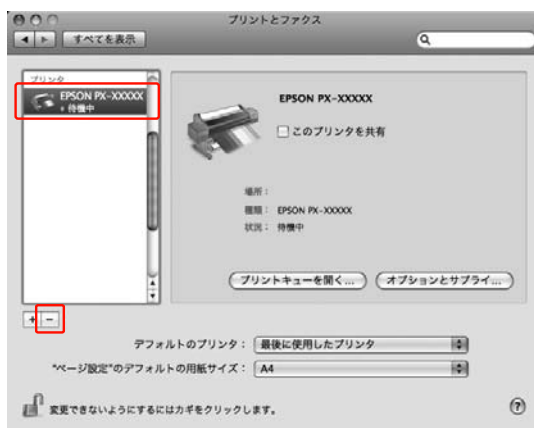 プリントとファクス
すべてを表示
プリンタ
EPSON PX-XXXXX
待機中
EPSON PX-XXXXX
このプリンタを共有
場所：
種類： EPSON PX-XXXXX
状況： 待機中
プリントキューを開く... オプションとサプライ...
+ −
デフォルトのプリンタ： 最後に使用したプリンタ
"ページ設定"のデフォルトの用紙サイズ： A4
変更できないようにするにはカギをクリックします。 ?